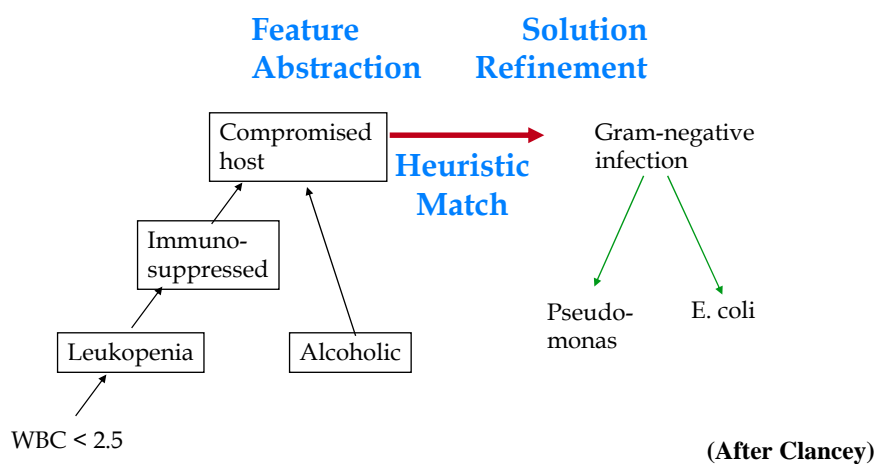 Feature
Abstraction
Solution
Refinement
Compromised
host
Heuristic
Match
Gram-negative
infection
Immuno-
suppressed
Leukopenia
Alcoholic
Pseudo-
monas
E. coli
WBC < 2.5
(After Clancey)